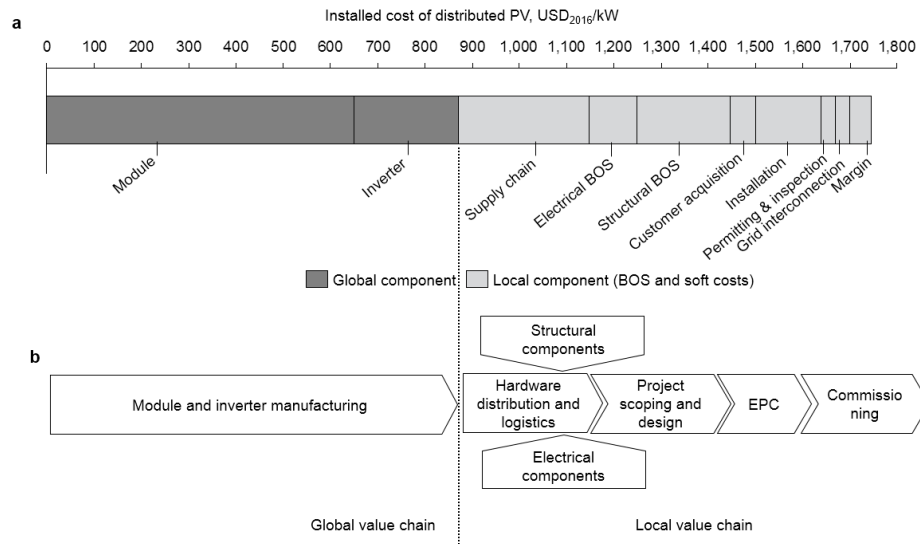 Installed cost of distributed PV, USD2016/kW
a
0 100 200 300 400 500 600 700 800 900 1,000 1,100 1,200 1,300 1,400 1,500 1,600 1,700 1,800
Module
Inverter
Supply chain
Electrical BOS
Structural BOS
Customer acquisition
Installation
Permitting & inspection
Grid interconnection
Margin
Global component
Local component (BOS and soft costs)
b
Structural
components
Module and inverter manufacturing
Hardware
distribution and
logistics
Project
scoping and
design
EPC
Commissio
ning
Electrical
components
Global value chain
Local value chain